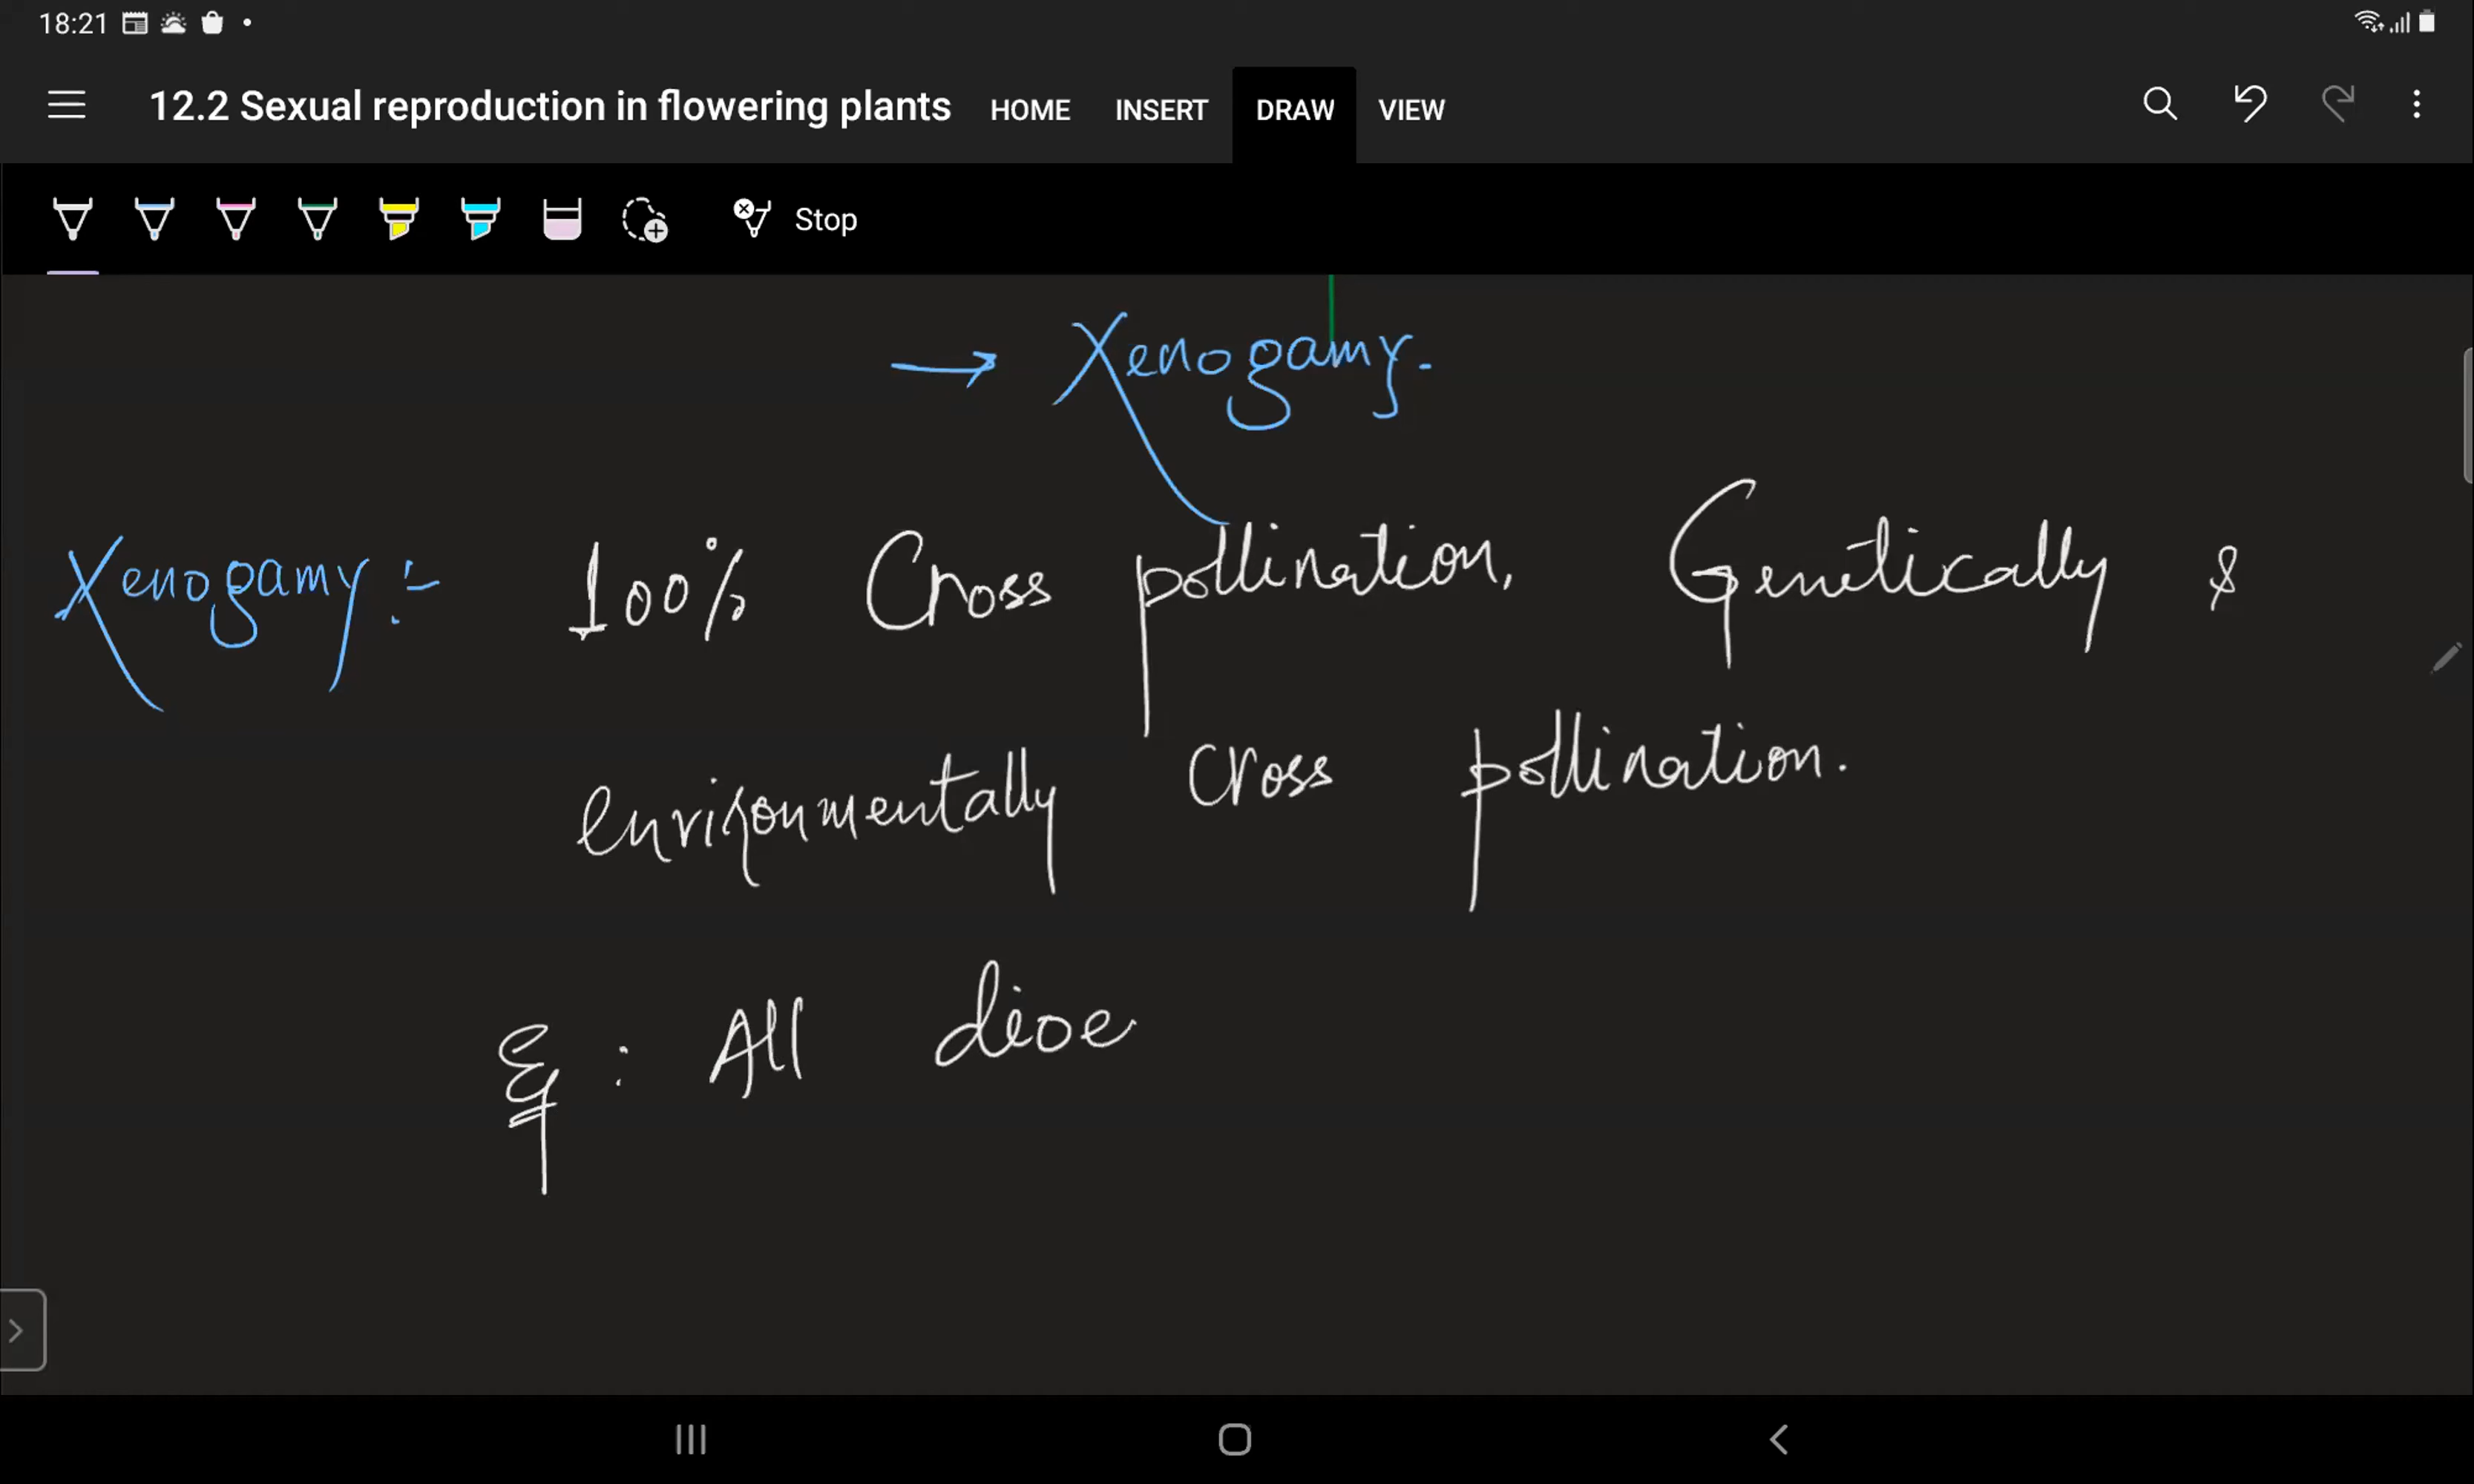 18:21
12.2 Sexual reproduction in flowering plants HOME INSERT DRAW VIEW
Stop
→ Xenogamy.
Xenogamy:- 100% Cross pollination, Genetically &
environmentally cross pollination.
Eg : All dioe